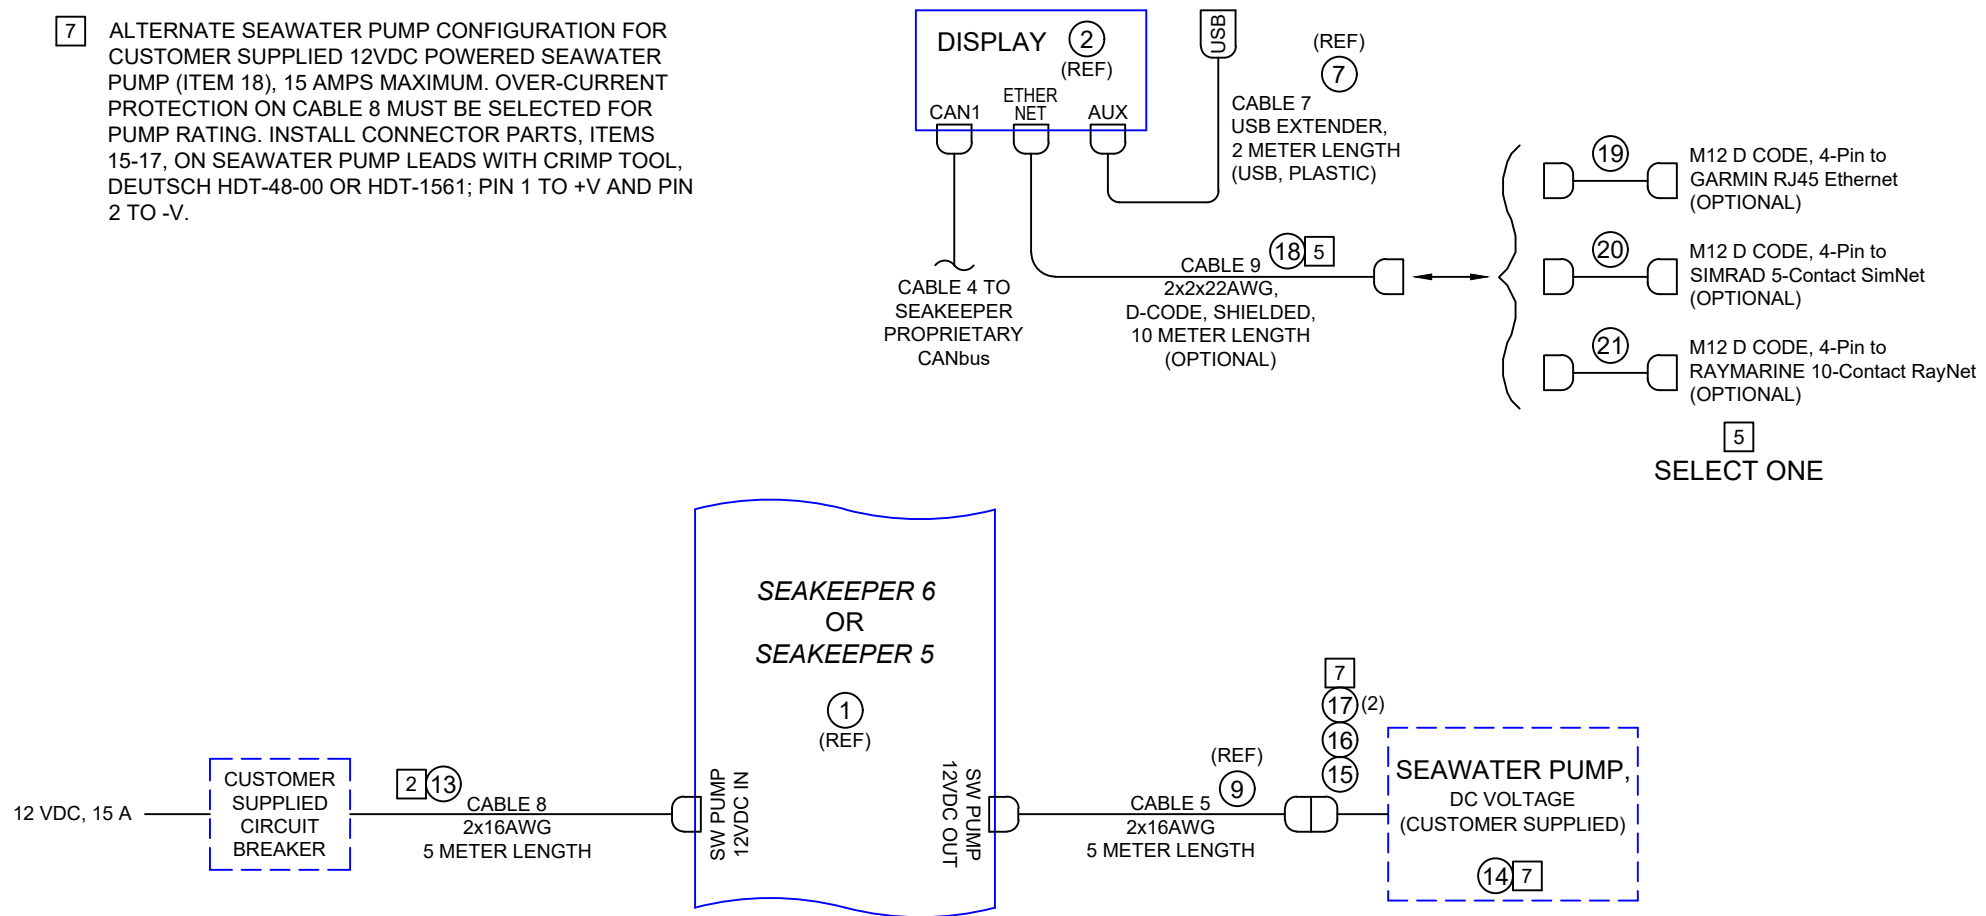 7
ALTERNATE SEAWATER PUMP CONFIGURATION FOR
CUSTOMER SUPPLIED 12VDC POWERED SEAWATER
PUMP (ITEM 18), 15 AMPS MAXIMUM. OVER-CURRENT
PROTECTION ON CABLE 8 MUST BE SELECTED FOR
PUMP RATING. INSTALL CONNECTOR PARTS, ITEMS
15-17, ON SEAWATER PUMP LEADS WITH CRIMP TOOL,
DEUTSCH HDT-48-00 OR HDT-1561; PIN 1 TO +V AND PIN
2 TO -V.
DISPLAY
2
(REF)
CAN1
ETHER
NET
AUX
USB
(REF)
7
CABLE 7
USB EXTENDER,
2 METER LENGTH
(USB, PLASTIC)
CABLE 4 TO
SEAKEEPER
PROPRIETARY
CANbus
18
5
CABLE 9
2x2x22AWG,
D-CODE, SHIELDED,
10 METER LENGTH
(OPTIONAL)
19
M12 D CODE, 4-Pin to
GARMIN RJ45 Ethernet
(OPTIONAL)
20
M12 D CODE, 4-Pin to
SIMRAD 5-Contact SimNet
(OPTIONAL)
21
M12 D CODE, 4-Pin to
RAYMARINE 10-Contact RayNet
(OPTIONAL)
5
SELECT ONE
SEAKEEPER 6
OR
SEAKEEPER 5
1
(REF)
12 VDC, 15 A
CUSTOMER
SUPPLIED
CIRCUIT
BREAKER
2
13
CABLE 8
2x16AWG
5 METER LENGTH
SW PUMP
12VDC IN
SW PUMP
12VDC OUT
(REF)
9
CABLE 5
2x16AWG
5 METER LENGTH
7
17
(2)
16
15
SEAWATER PUMP,
DC VOLTAGE
(CUSTOMER SUPPLIED)
14
7